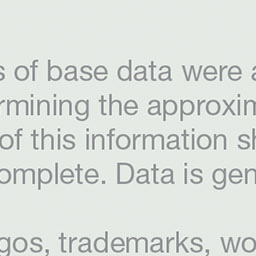 s of base data were a
rmining the approxim
of this information sh
omplete. Data is gen
gos, trademarks, wo